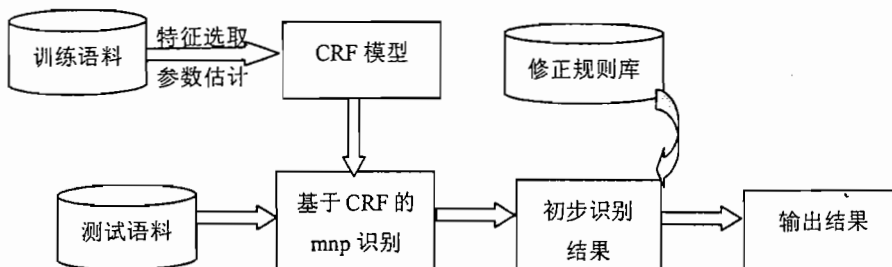 训练语料
特征选取
参数估计
CRF 模型
修正规则库
测试语料
基于 CRF 的
mnp 识别
初步识别
结果
输出结果